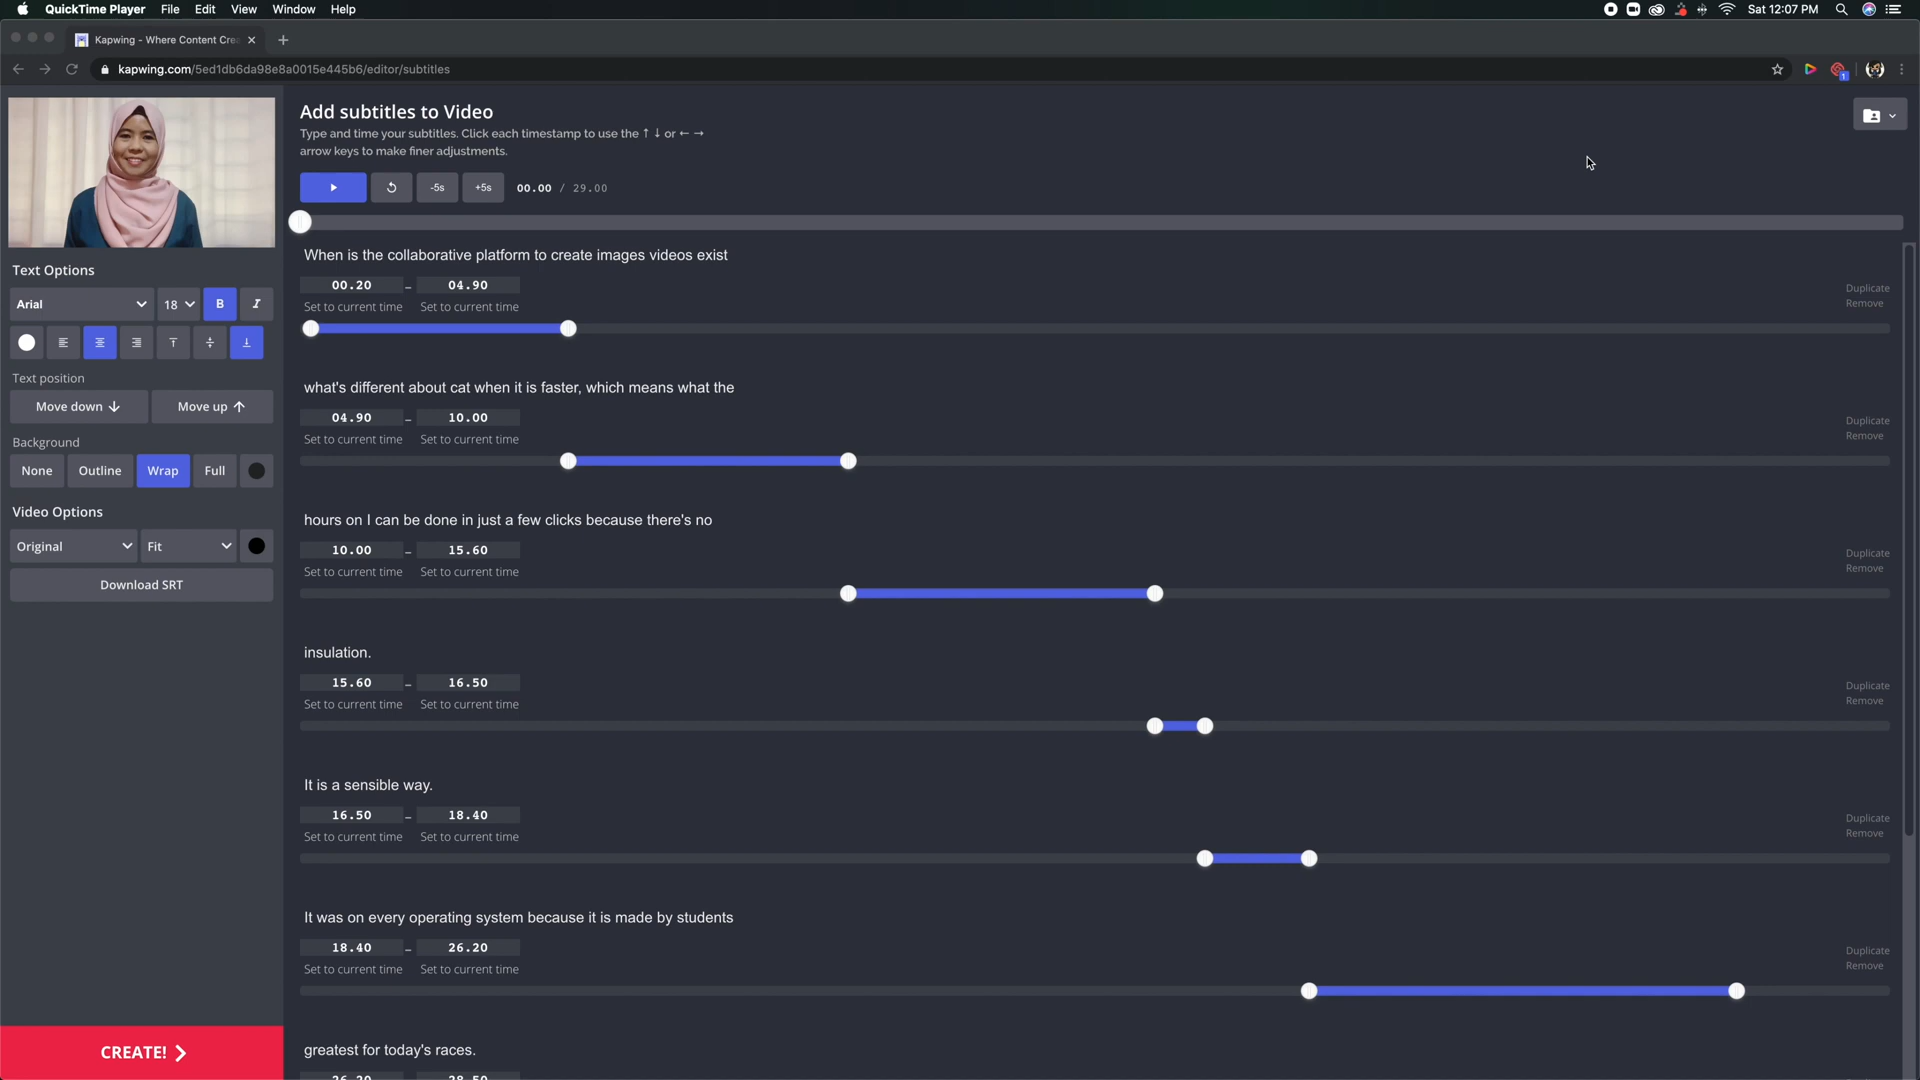 QuickTime Player File Edit View Window Help
Sat 12:07 PM
Kapwing - Where Content Cre
kapwing.com/5ed1db6da98e8a0015e445b6/editor/subtitles
1
Add subtitles to Video
Type and time your subtitles. Click each timestamp to use the ↑ ↓ or ← →
arrow keys to make finer adjustments.
-5s +5s 00.00 / 29.00
Text Options
Arial 18 B I
Text position
Move down ↓ Move up ↑
Background
None Outline Wrap Full
Video Options
Original Fit
Download SRT
CREATE!
When is the collaborative platform to create images videos exist
00.20 – 04.90
Set to current time Set to current time
Duplicate
Remove
what's different about cat when it is faster, which means what the
04.90 – 10.00
Set to current time Set to current time
Duplicate
Remove
hours on I can be done in just a few clicks because there's no
10.00 – 15.60
Set to current time Set to current time
Duplicate
Remove
insulation.
15.60 – 16.50
Set to current time Set to current time
Duplicate
Remove
It is a sensible way.
16.50 – 18.40
Set to current time Set to current time
Duplicate
Remove
It was on every operating system because it is made by students
18.40 – 26.20
Set to current time Set to current time
Duplicate
Remove
greatest for today's races.
26.20 28.50